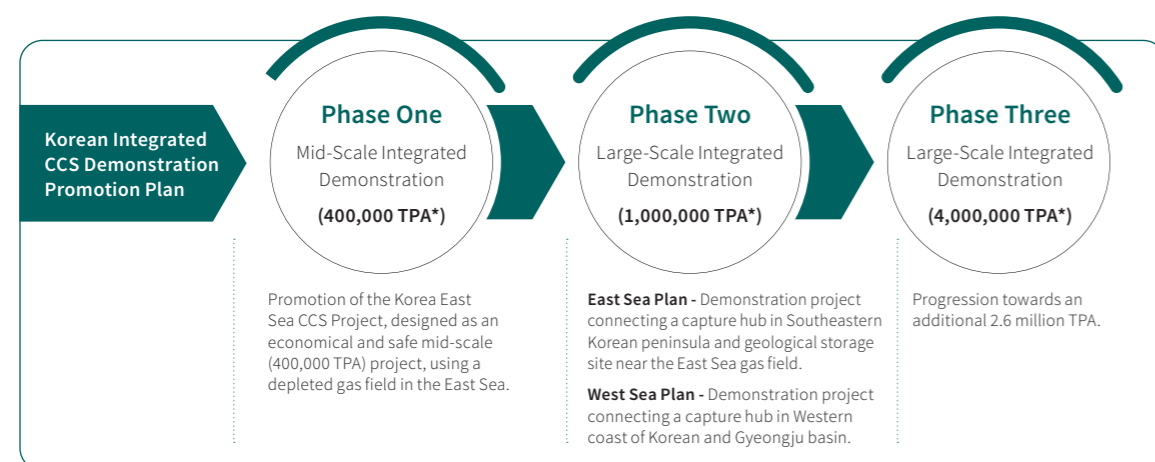 Korean Integrated
CCS Demonstration
Promotion Plan
Phase One
Mid-Scale Integrated
Demonstration
(400,000 TPA*)
Promotion of the Korea East
Sea CCS Project, designed as an
economical and safe mid-scale
(400,000 TPA) project, using a
depleted gas field in the East Sea.
Phase Two
Large-Scale Integrated
Demonstration
(1,000,000 TPA*)
East Sea Plan - Demonstration project
connecting a capture hub in Southeastern
Korean peninsula and geological storage
site near the East Sea gas field.
West Sea Plan - Demonstration project
connecting a capture hub in Western
coast of Korean and Gyeongju basin.
Phase Three
Large-Scale Integrated
Demonstration
(4,000,000 TPA*)
Progression towards an
additional 2.6 million TPA.